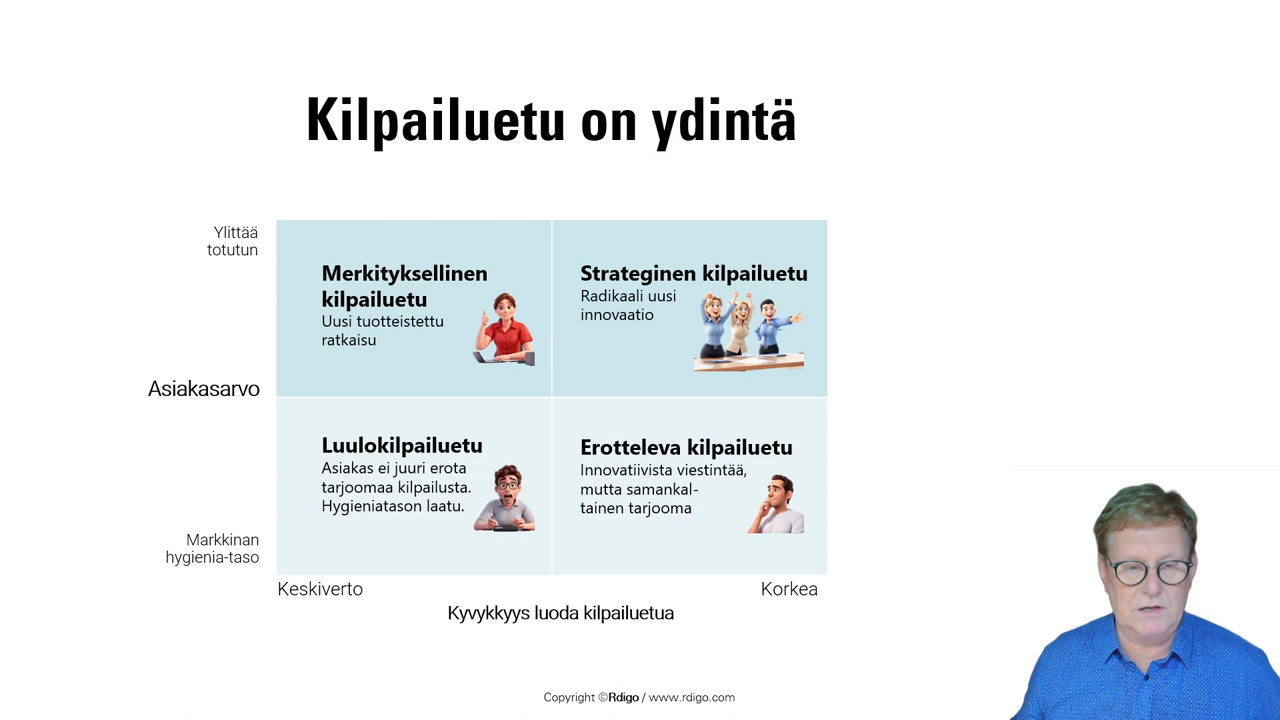 Kilpailuetu on ydintä
Ylittää
totutun
Merkityksellinen
kilpailuetu
Uusi tuotteistettu
ratkaisu
Strateginen kilpailuetu
Radikaali uusi
innovaatio
Asiakasarvo
Luulokilpailuetu
Asiakas ei juuri erota
tarjoomaa kilpailusta.
Hygieniatason laatu.
Erotteleva kilpailuetu
Innovatiivista viestintää,
mutta samankal-
tainen tarjooma
Markkinan
hygienia-taso
Keskiverto
Korkea
Kyvykkyys luoda kilpailuetua
Copyright ©Rdigo / www.rdigo.com